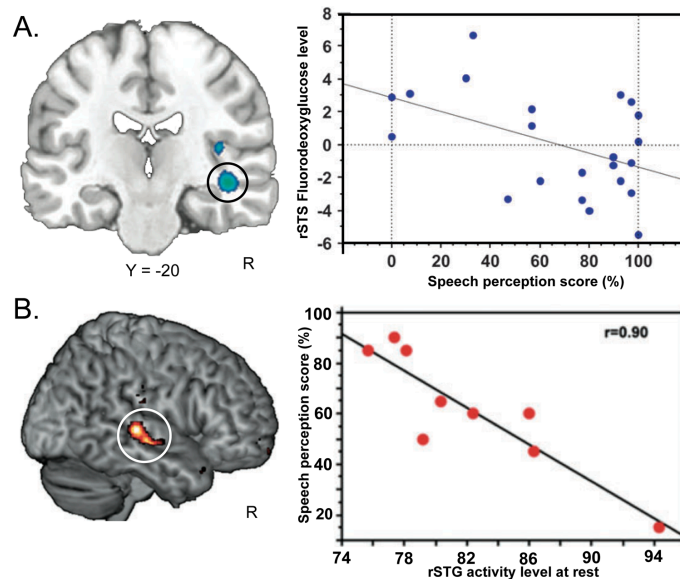 A.
Y = -20
R
rSTS Fluorodeoxyglucose level
8
6
4
2
0
-2
-4
-6
0 20 40 60 80 100
Speech perception score (%)
B.
R
Speech perception score (%)
100
80
60
40
20
r=0.90
74 78 82 86 90 94
rSTG activity level at rest